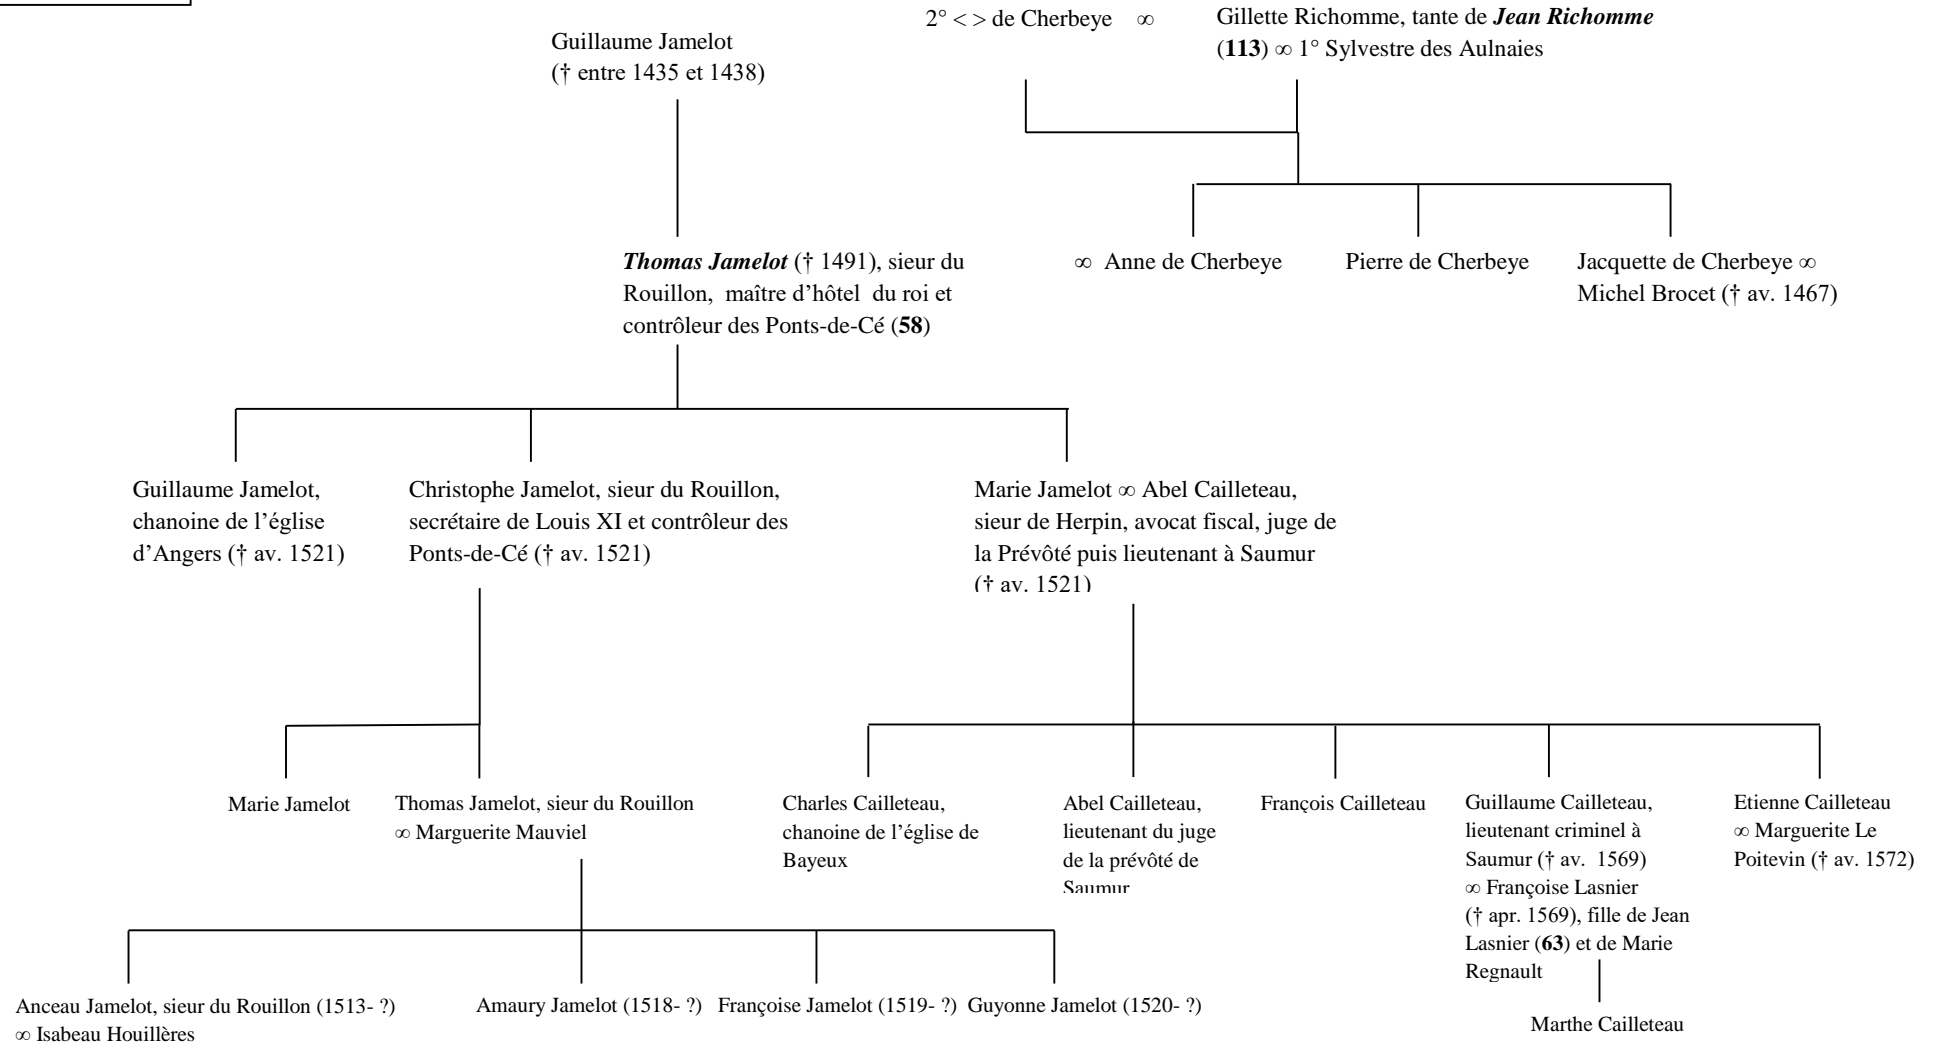 Guillaume Jamelot
(† entre 1435 et 1438)
2° < > de Cherbeye ∞
Gillette Richomme, tante de Jean Richomme
(113) ∞ 1° Sylvestre des Aulnaies
Thomas Jamelot († 1491), sieur du
Rouillon, maître d’hôtel du roi et
contrôleur des Ponts-de-Cé (58)
∞ Anne de Cherbeye
Pierre de Cherbeye
Jacquette de Cherbeye ∞
Michel Brocet († av. 1467)
Guillaume Jamelot,
chanoine de l’église
d’Angers († av. 1521)
Christophe Jamelot, sieur du Rouillon,
secrétaire de Louis XI et contrôleur des
Ponts-de-Cé († av. 1521)
Marie Jamelot ∞ Abel Cailleteau,
sieur de Herpin, avocat fiscal, juge de
la Prévôté puis lieutenant à Saumur
(† av. 1521)
Marie Jamelot
Thomas Jamelot, sieur du Rouillon
∞ Marguerite Mauviel
Charles Cailleteau,
chanoine de l’église de
Bayeux
Abel Cailleteau,
lieutenant du juge
de la prévôté de
Saumur
François Cailleteau
Guillaume Cailleteau,
lieutenant criminel à
Saumur († av. 1569)
∞ Françoise Lasnier
(† apr. 1569), fille de Jean
Lasnier (63) et de Marie
Regnault
Etienne Cailleteau
∞ Marguerite Le
Poitevin († av. 1572)
Anceau Jamelot, sieur du Rouillon (1513- ?)
∞ Isabeau Houillères
Amaury Jamelot (1518- ?)
Françoise Jamelot (1519- ?)
Guyonne Jamelot (1520- ?)
Marthe Cailleteau